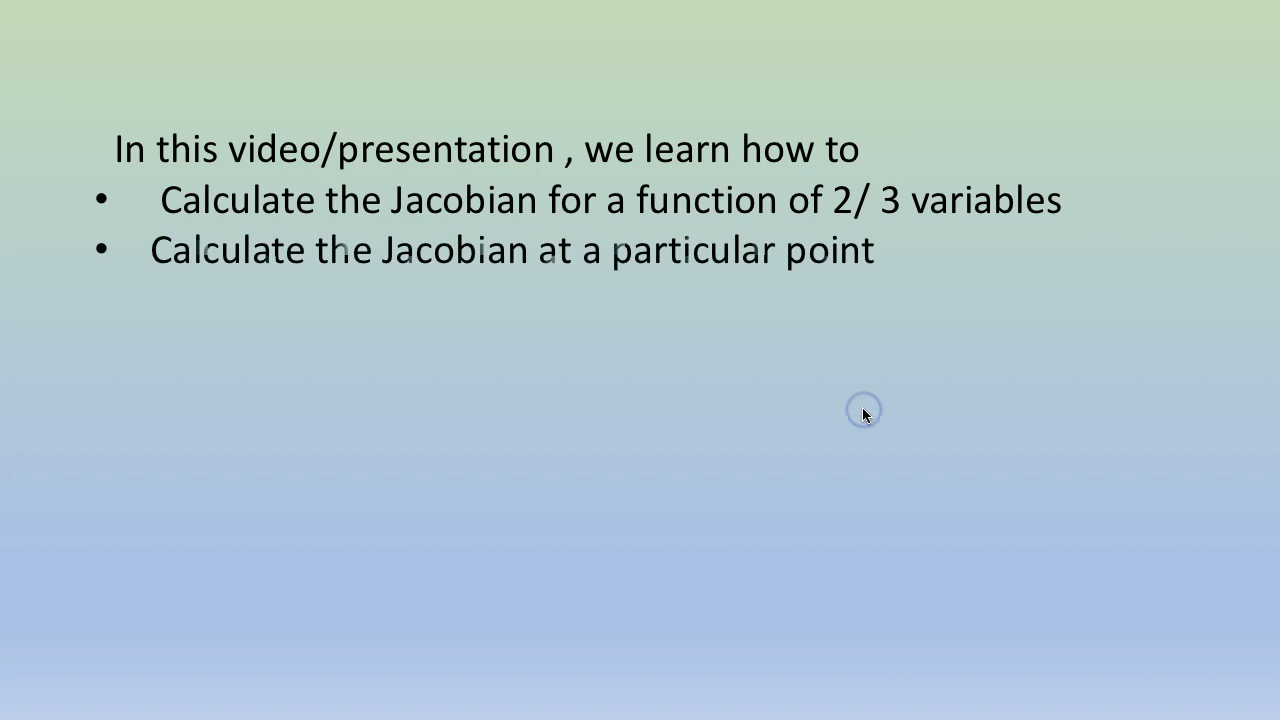 In this video/presentation , we learn how to
• Calculate the Jacobian for a function of 2/ 3 variables
• Calculate the Jacobian at a particular point